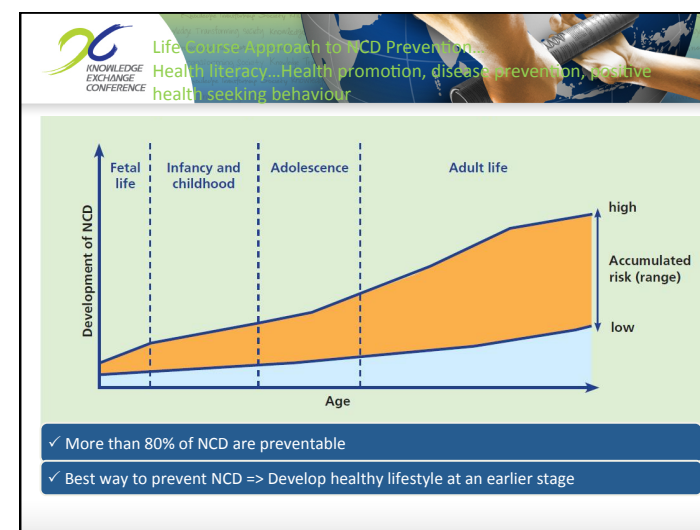 KNOWLEDGE
EXCHANGE
CONFERENCE
Life Course Approach to NCD Prevention...
Health literacy...Health promotion, disease prevention, positive
health seeking behaviour
Fetal
life
Infancy and
childhood
Adolescence
Adult life
Development of NCD
high
Accumulated
risk (range)
low
Age
✓ More than 80% of NCD are preventable
✓ Best way to prevent NCD => Develop healthy lifestyle at an earlier stage